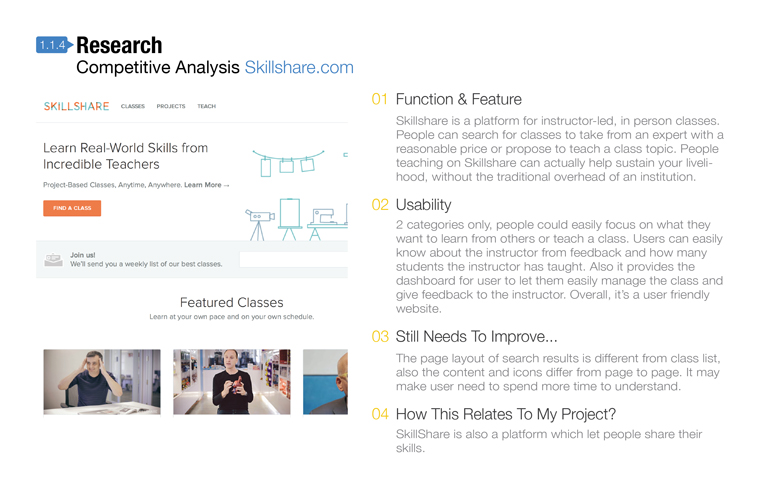 1.1.4 Research
Competitive Analysis Skillshare.com
SKILLSHARE CLASSES PROJECTS TEACH
Learn Real-World Skills from
Incredible Teachers
Project-Based Classes, Anytime, Anywhere. Learn More →
FIND A CLASS
Join us!
We'll send you a weekly list of our best classes.
Featured Classes
Learn at your own pace and on your own schedule.
01 Function & Feature
Skillshare is a platform for instructor-led, in person classes.
People can search for classes to take from an expert with a
reasonable price or propose to teach a class topic. People
teaching on Skillshare can actually help sustain your liveli-
hood, without the traditional overhead of an institution.
02 Usability
2 categories only, people could easily focus on what they
want to learn from others or teach a class. Users can easily
know about the instructor from feedback and how many
students the instructor has taught. Also it provides the
dashboard for user to let them easily manage the class and
give feedback to the instructor. Overall, it's a user friendly
website.
03 Still Needs To Improve...
The page layout of search results is different from class list,
also the content and icons differ from page to page. It may
make user need to spend more time to understand.
04 How This Relates To My Project?
SkillShare is also a platform which let people share their
skills.